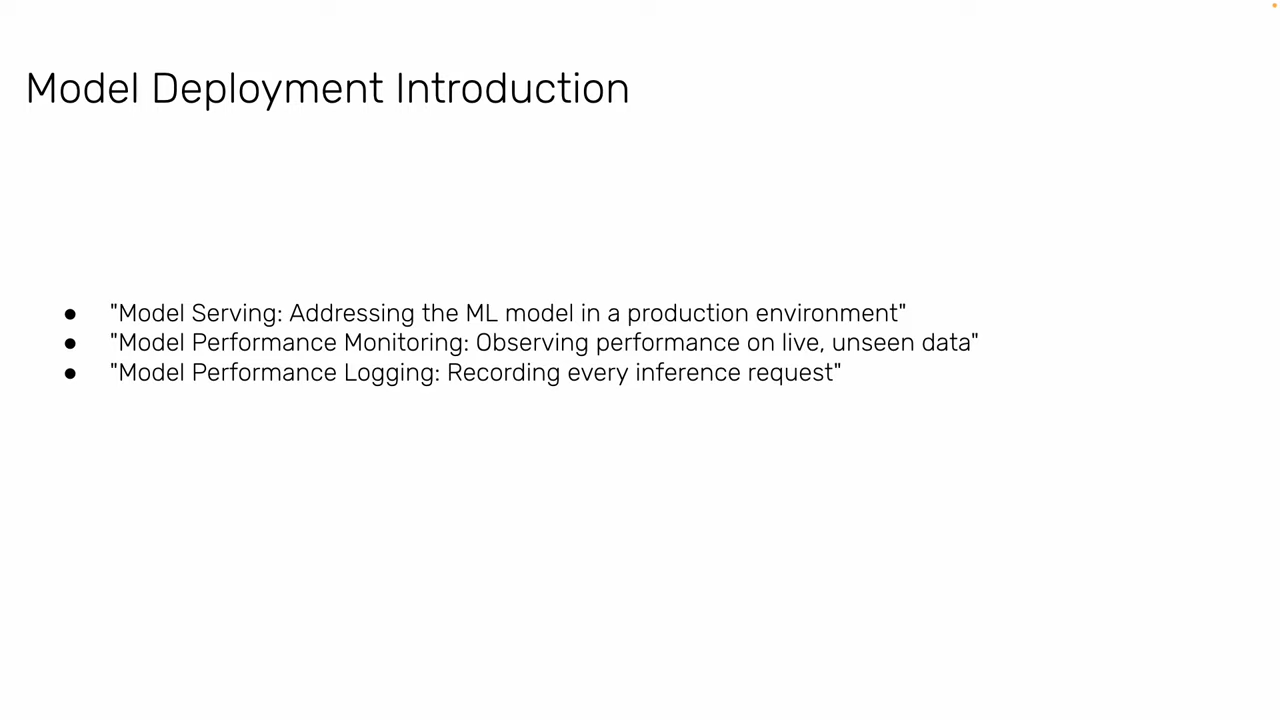 Model Deployment Introduction
● "Model Serving: Addressing the ML model in a production environment"
● "Model Performance Monitoring: Observing performance on live, unseen data"
● "Model Performance Logging: Recording every inference request"